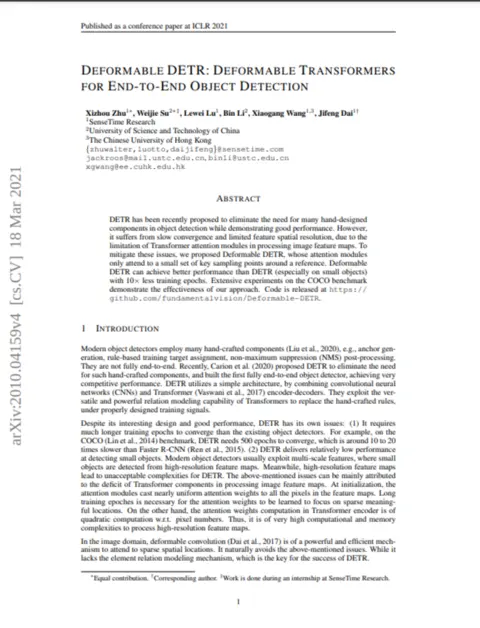 Published as a conference paper at ICLR 2021
DEFORMABLE DETR: DEFORMABLE TRANSFORMERS
FOR END-TO-END OBJECT DETECTION
Xizhou Zhu1*, Weijie Su2*‡, Lewei Lu1, Bin Li2, Xiaogang Wang1,3, Jifeng Dai1†
1SenseTime Research
2University of Science and Technology of China
3The Chinese University of Hong Kong
{zhuwalter,luotto,daijifeng}@sensetime.com
jackroos@mail.ustc.edu.cn,binli@ustc.edu.cn
xgwang@ee.cuhk.edu.hk
ABSTRACT
DETR has been recently proposed to eliminate the need for many hand-designed
components in object detection while demonstrating good performance. However,
it suffers from slow convergence and limited feature spatial resolution, due to the
limitation of Transformer attention modules in processing image feature maps. To
mitigate these issues, we proposed Deformable DETR, whose attention modules
only attend to a small set of key sampling points around a reference. Deformable
DETR can achieve better performance than DETR (especially on small objects)
with 10× less training epochs. Extensive experiments on the COCO benchmark
demonstrate the effectiveness of our approach. Code is released at https://
github.com/fundamentalvision/Deformable-DETR.
1 INTRODUCTION
Modern object detectors employ many hand-crafted components (Liu et al., 2020), e.g., anchor gen-
eration, rule-based training target assignment, non-maximum suppression (NMS) post-processing.
They are not fully end-to-end. Recently, Carion et al. (2020) proposed DETR to eliminate the need
for such hand-crafted components, and built the first fully end-to-end object detector, achieving very
competitive performance. DETR utilizes a simple architecture, by combining convolutional neural
networks (CNNs) and Transformer (Vaswani et al., 2017) encoder-decoders. They exploit the ver-
satile and powerful relation modeling capability of Transformers to replace the hand-crafted rules,
under properly designed training signals.
Despite its interesting design and good performance, DETR has its own issues: (1) It requires
much longer training epochs to converge than the existing object detectors. For example, on the
COCO (Lin et al., 2014) benchmark, DETR needs 500 epochs to converge, which is around 10 to 20
times slower than Faster R-CNN (Ren et al., 2015). (2) DETR delivers relatively low performance
at detecting small objects. Modern object detectors usually exploit multi-scale features, where small
objects are detected from high-resolution feature maps. Meanwhile, high-resolution feature maps
lead to unacceptable complexities for DETR. The above-mentioned issues can be mainly attributed
to the deficit of Transformer components in processing image feature maps. At initialization, the
attention modules cast nearly uniform attention weights to all the pixels in the feature maps. Long
training epoches is necessary for the attention weights to be learned to focus on sparse meaning-
ful locations. On the other hand, the attention weights computation in Transformer encoder is of
quadratic computation w.r.t. pixel numbers. Thus, it is of very high computational and memory
complexities to process high-resolution feature maps.
In the image domain, deformable convolution (Dai et al., 2017) is of a powerful and efficient mech-
anism to attend to sparse spatial locations. It naturally avoids the above-mentioned issues. While it
lacks the element relation modeling mechanism, which is the key for the success of DETR.
*Equal contribution. †Corresponding author. ‡Work is done during an internship at SenseTime Research.
1
arXiv:2010.04159v4 [cs.CV] 18 Mar 2021